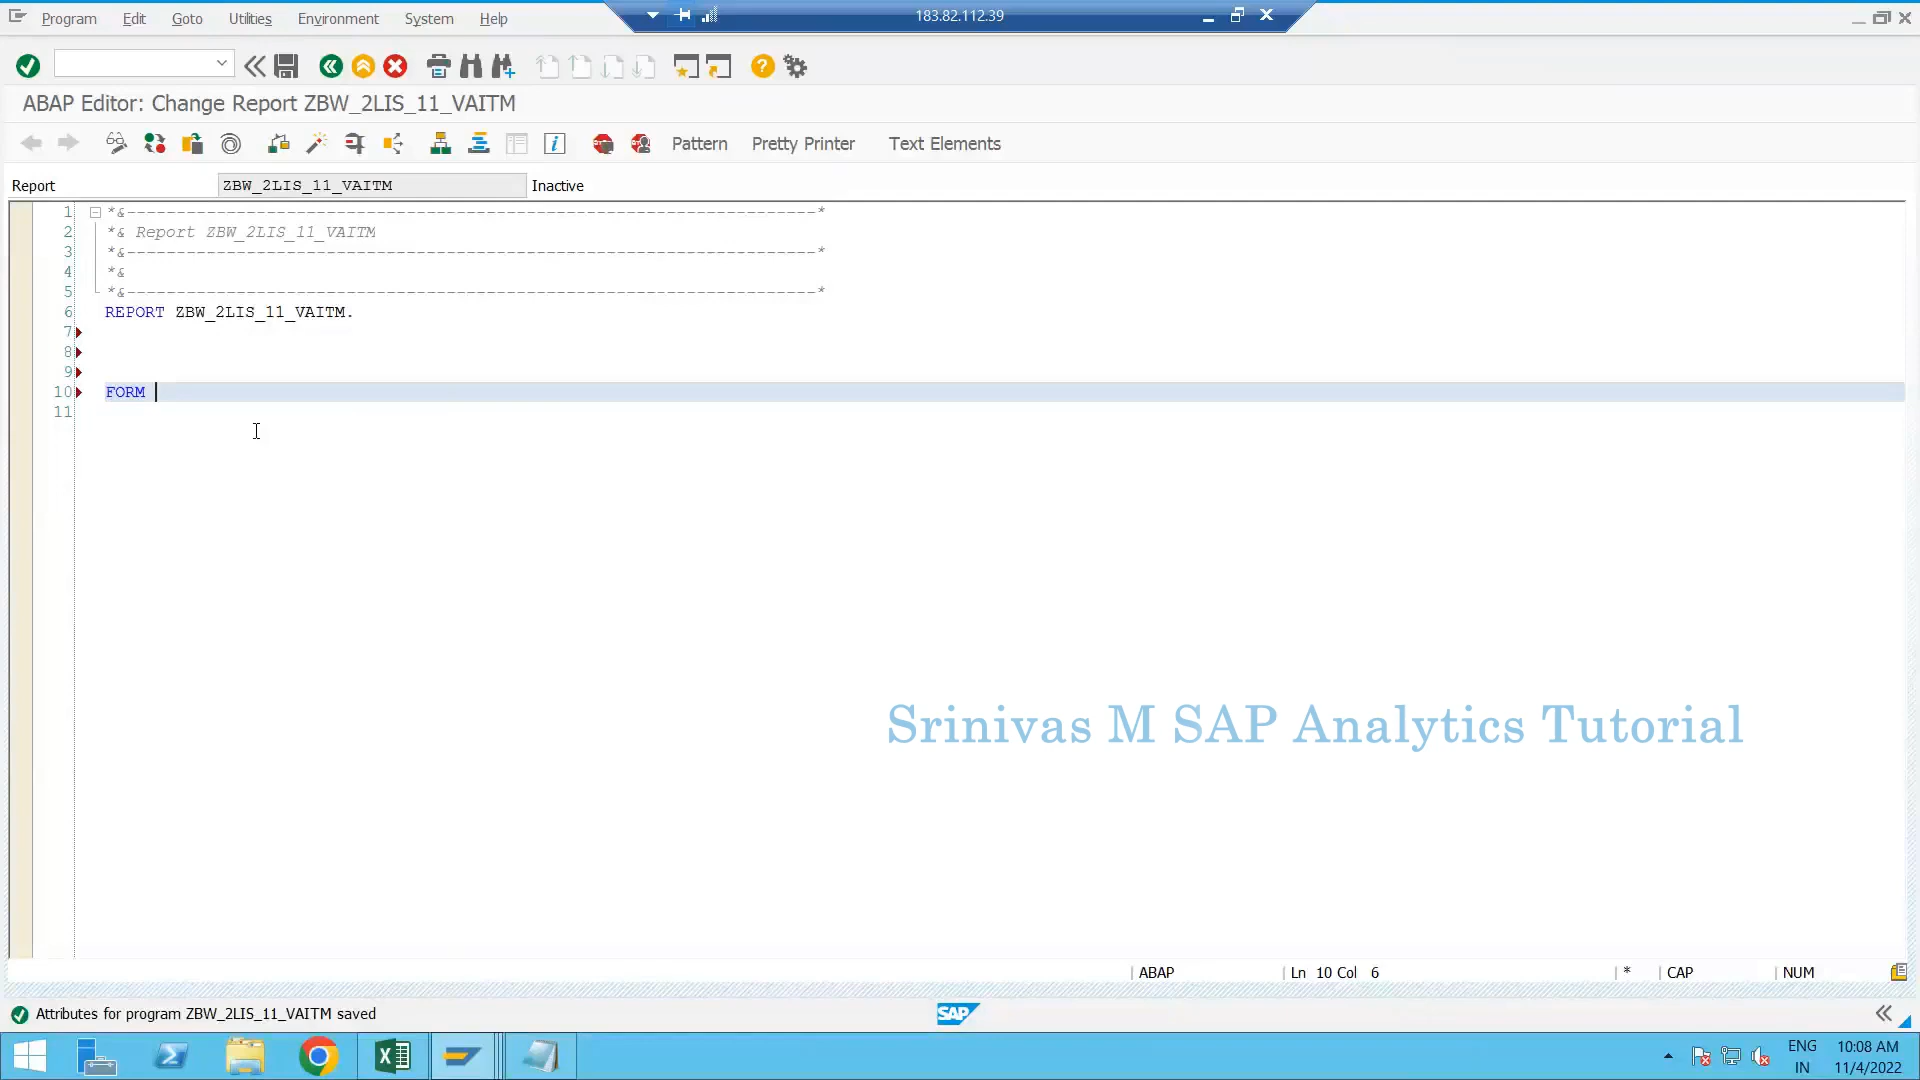 Program Edit Goto Utilities Environment System Help
183.82.112.39
ABAP Editor: Change Report ZBW_2LIS_11_VAITM
Pattern Pretty Printer Text Elements
Report ZBW_2LIS_11_VAITM Inactive
1 *&---------------------------------------------------------------------*
2 *& Report ZBW_2LIS_11_VAITM
3 *&---------------------------------------------------------------------*
4 *&
5 *&---------------------------------------------------------------------*
6 REPORT ZBW_2LIS_11_VAITM.
7
8
9
10 FORM
11
Srinivas M SAP Analytics Tutorial
ABAP Ln 10 Col 6 * CAP NUM
Attributes for program ZBW_2LIS_11_VAITM saved
SAP
ENG 10:08 AM
IN 11/4/2022